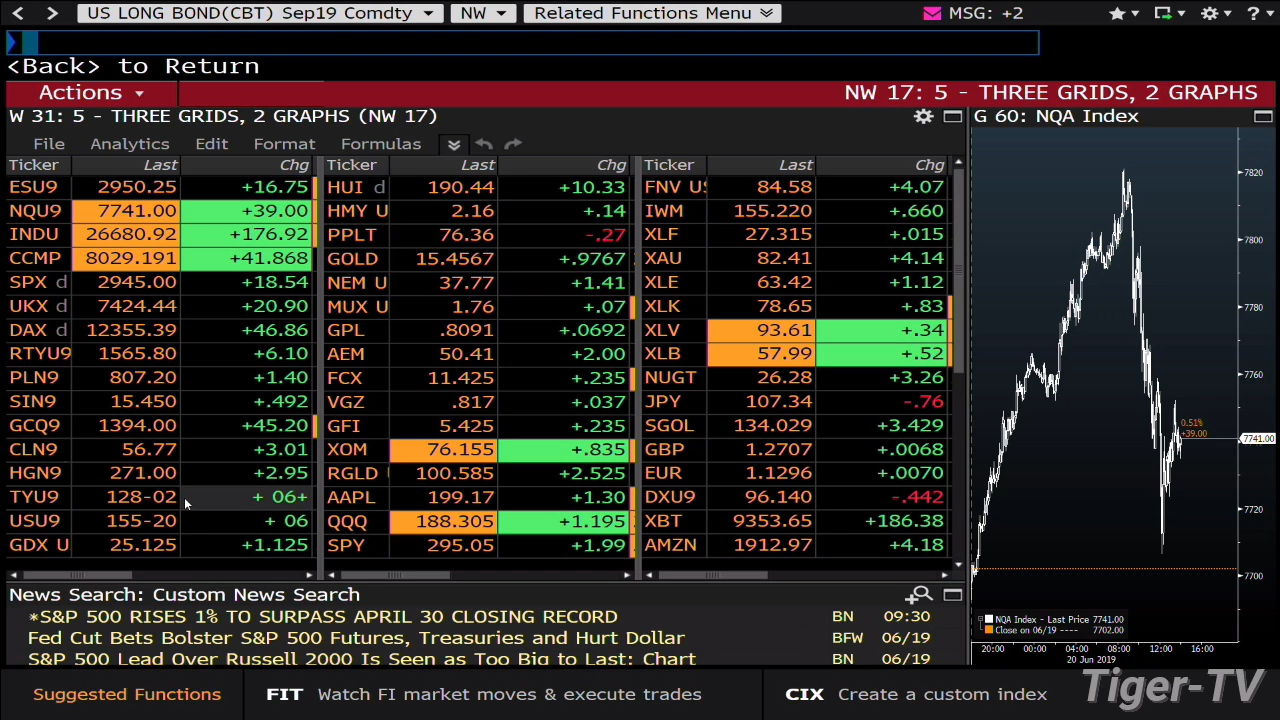 US LONG BOND(CBT) Sep19 Comdty NW Related Functions Menu MSG: +2
<Back> to Return
Actions NW 17: 5 - THREE GRIDS, 2 GRAPHS
W 31: 5 - THREE GRIDS, 2 GRAPHS (NW 17) G 60: NQA Index
File Analytics Edit Format Formulas
Ticker Last Chg Ticker Last Chg Ticker Last Chg
ESU9 2950.25 +16.75 HUI d 190.44 +10.33 FNV US 84.58 +4.07
NQU9 7741.00 +39.00 HMY U 2.16 +.14 IWM 155.220 +.660
INDU 26680.92 +176.92 PPLT 76.36 -.27 XLF 27.315 +.015
CCMP 8029.191 +41.868 GOLD 15.4567 +.9767 XAU 82.41 +4.14
SPX d 2945.00 +18.54 NEM U 37.77 +1.41 XLE 63.42 +1.12
UKX d 7424.44 +20.90 MUX U 1.76 +.07 XLK 78.65 +.83
DAX d 12355.39 +46.86 GPL .8091 +.0692 XLV 93.61 +.34
RTYU9 1565.80 +6.10 AEM 50.41 +2.00 XLB 57.99 +.52
PLN9 807.20 +1.40 FCX 11.425 +.235 NUGT 26.28 +3.26
SIN9 15.450 +.492 VGZ .817 +.037 JPY 107.34 -.76
GCQ9 1394.00 +45.20 GFI 5.425 +.235 SGOL 134.029 +3.429
CLN9 56.77 +3.01 XOM 76.155 +.835 GBP 1.2707 +.0068
HGN9 271.00 +2.95 RGLD 100.585 +2.525 EUR 1.1296 +.0070
TYU9 128-02 + 06+ AAPL 199.17 +1.30 DXU9 96.140 -.442
USU9 155-20 + 06 QQQ 188.305 +1.195 XBT 9353.65 +186.38
GDX U 25.125 +1.125 SPY 295.05 +1.99 AMZN 1912.97 +4.18
7820
7800
7780
7760
0.51%
+39.00
7741.00
7720
7700
NQA Index - Last Price 7741.00
Close on 06/19 ---- 7702.00
20:00 00:00 04:00 08:00 12:00 16:00
20 Jun 2019
News Search: Custom News Search
*S&P 500 RISES 1% TO SURPASS APRIL 30 CLOSING RECORD BN 09:30
Fed Cut Bets Bolster S&P 500 Futures, Treasuries and Hurt Dollar BFW 06/19
S&P 500 Lead Over Russell 2000 Is Seen as Too Big to Last: Chart BN 06/19
Suggested Functions FIT Watch FI market moves & execute trades CIX Create a custom index
Tiger-TV